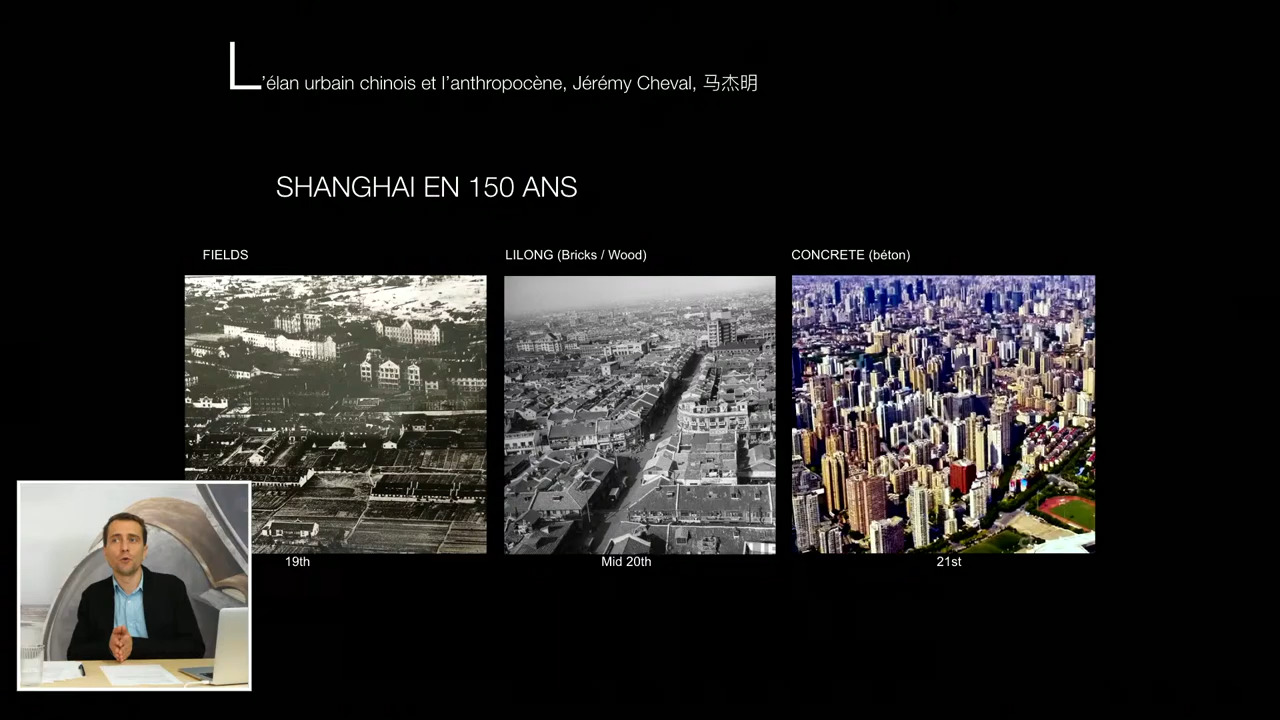 L'élan urbain chinois et l'anthropocène, Jérémy Cheval, 马杰明
SHANGHAI EN 150 ANS
FIELDS
LILONG (Bricks / Wood)
CONCRETE (béton)
19th
Mid 20th
21st